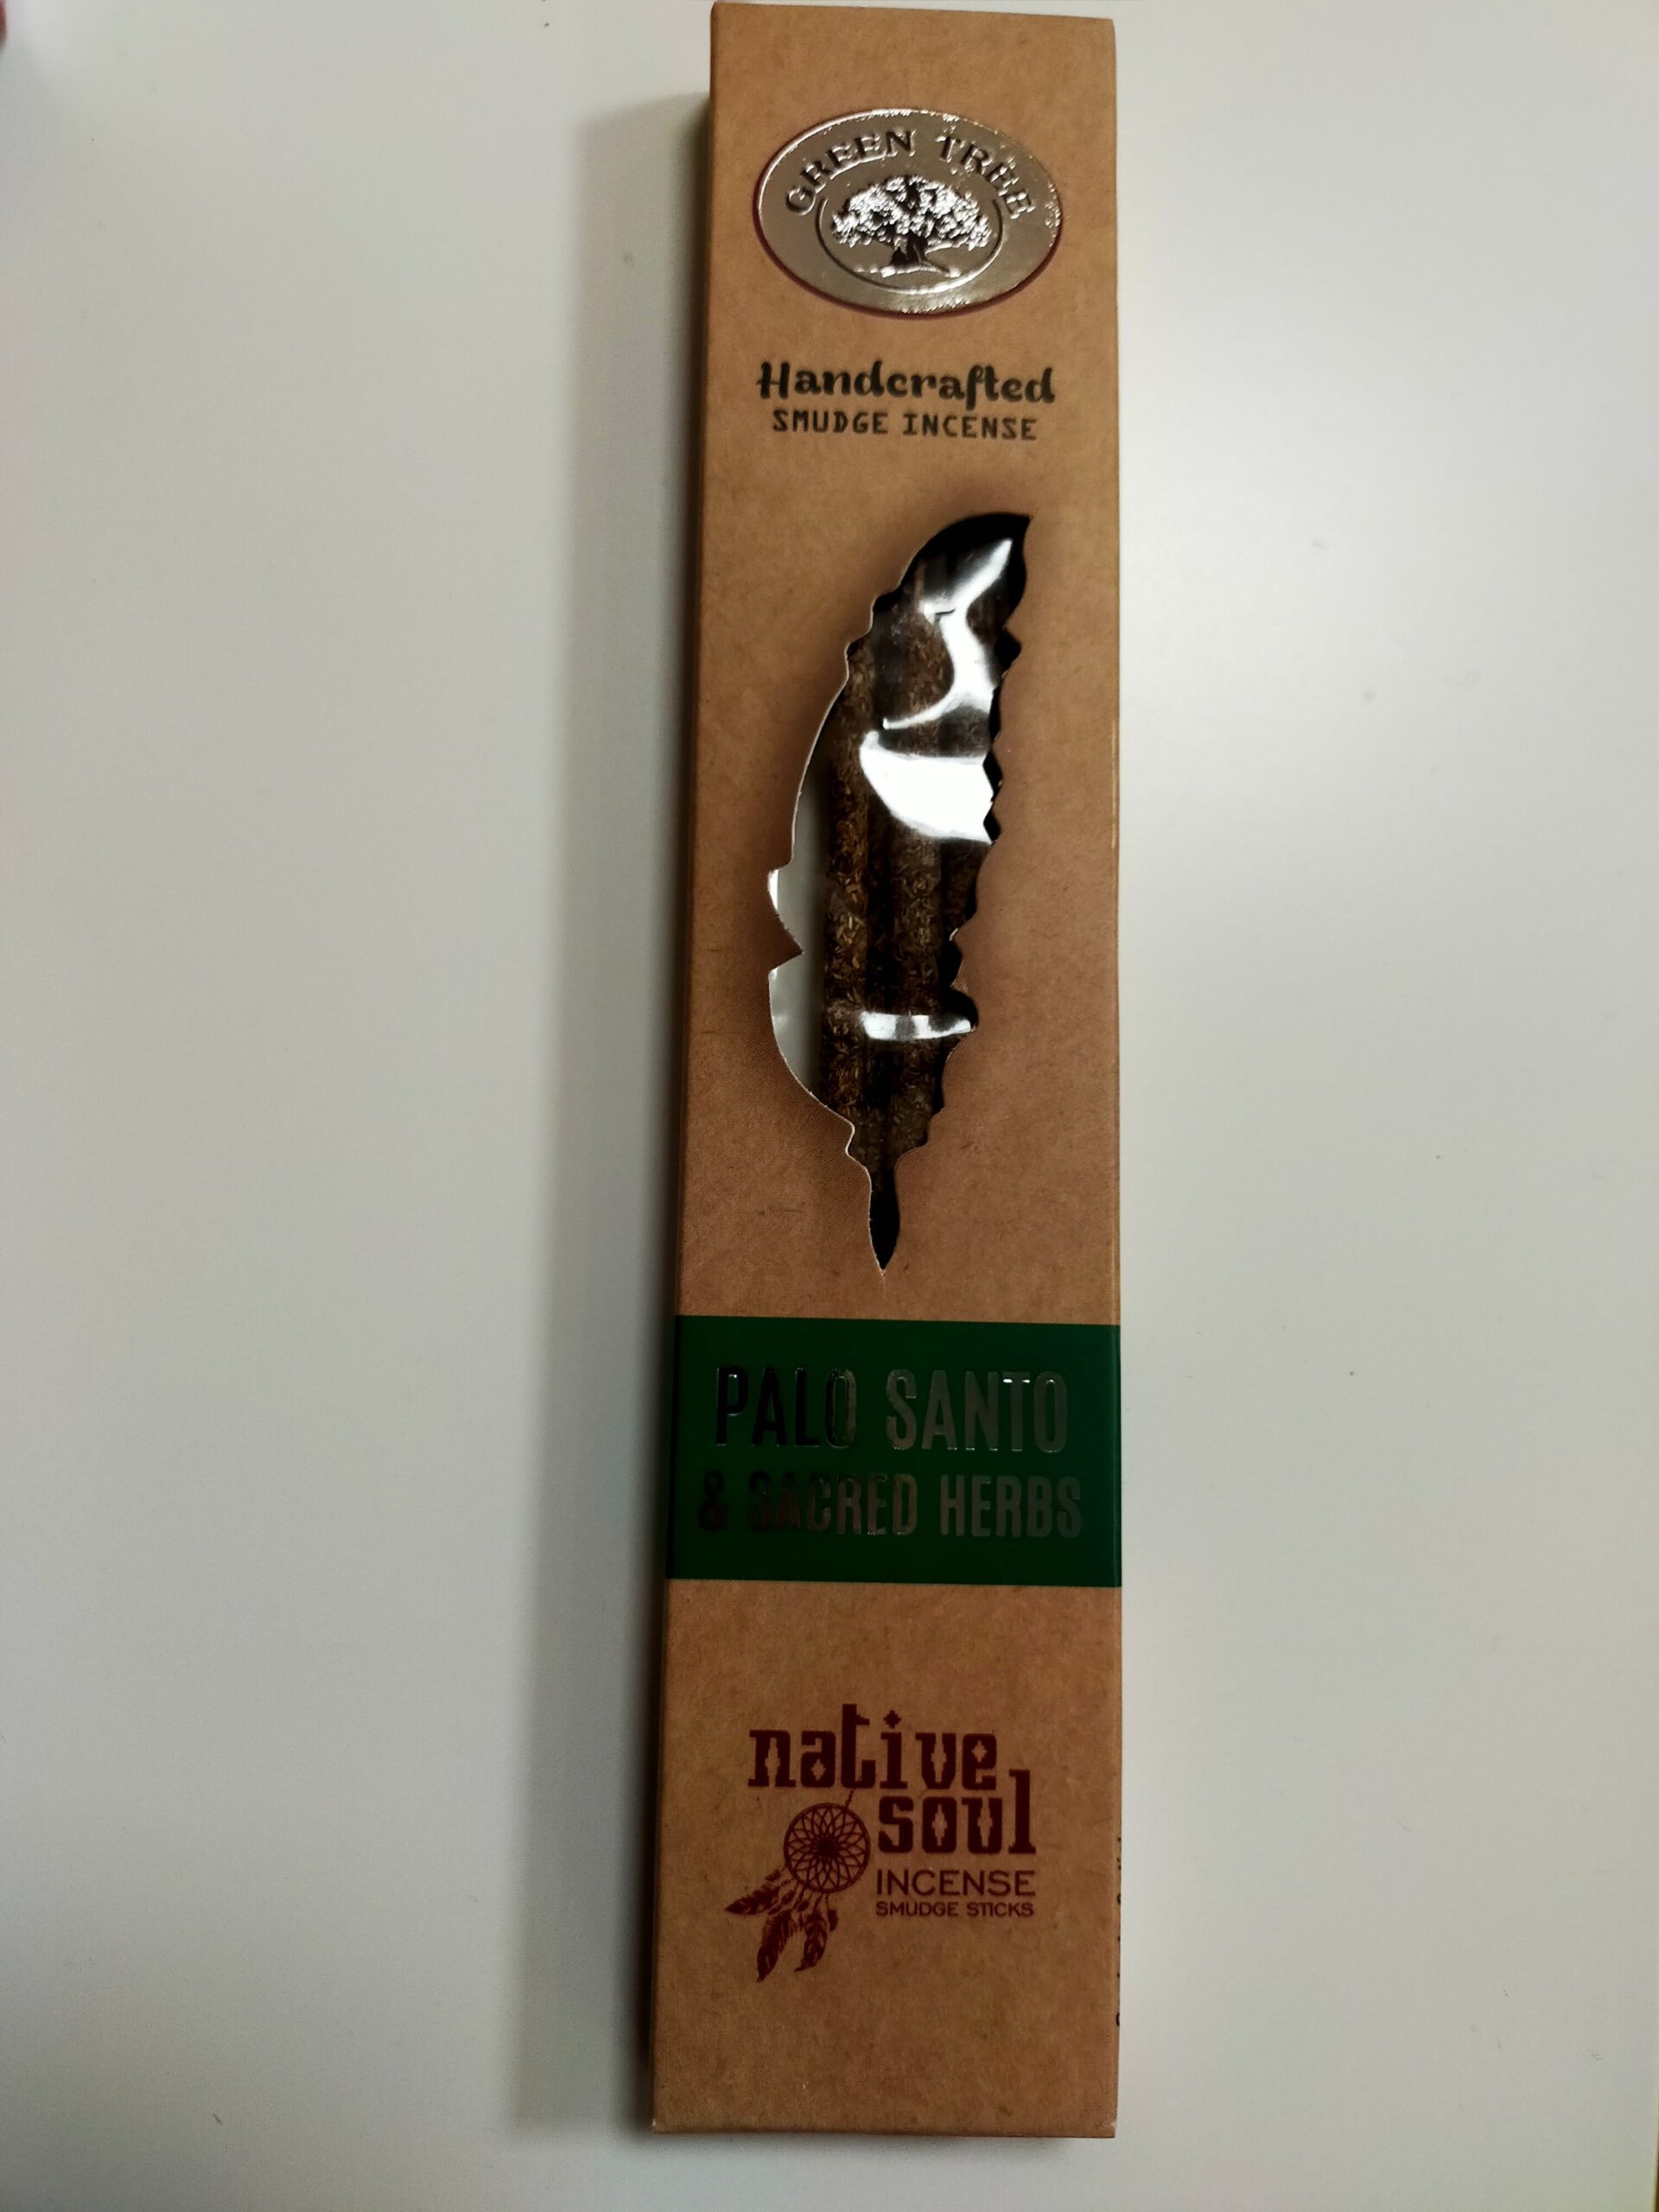 GREEN TREE
Handcrafted
SMUDGE INCENSE
PALO SANTO
& SACRED HERBS
native
soul
INCENSE
SMUDGE STICKS